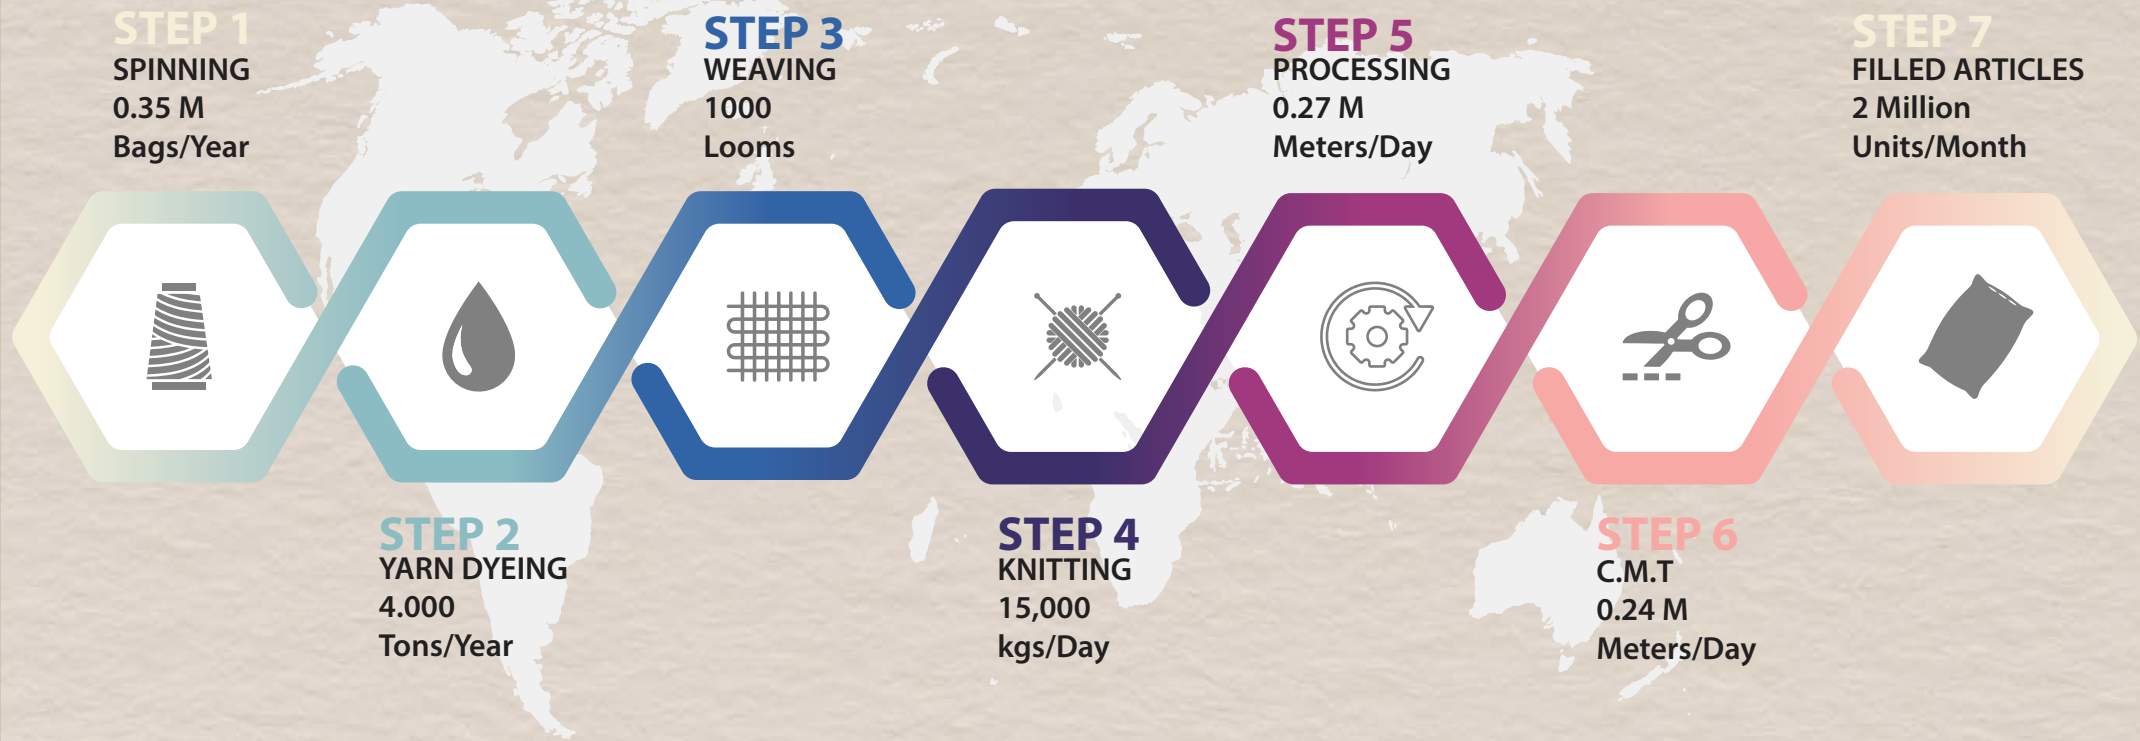 STEP 1
SPINNING
0.35 M
Bags/Year
STEP 2
YARN DYEING
4.000
Tons/Year
STEP 3
WEAVING
1000
Looms
STEP 4
KNITTING
15,000
kgs/Day
STEP 5
PROCESSING
0.27 M
Meters/Day
STEP 6
C.M.T
0.24 M
Meters/Day
STEP 7
FILLED ARTICLES
2 Million
Units/Month